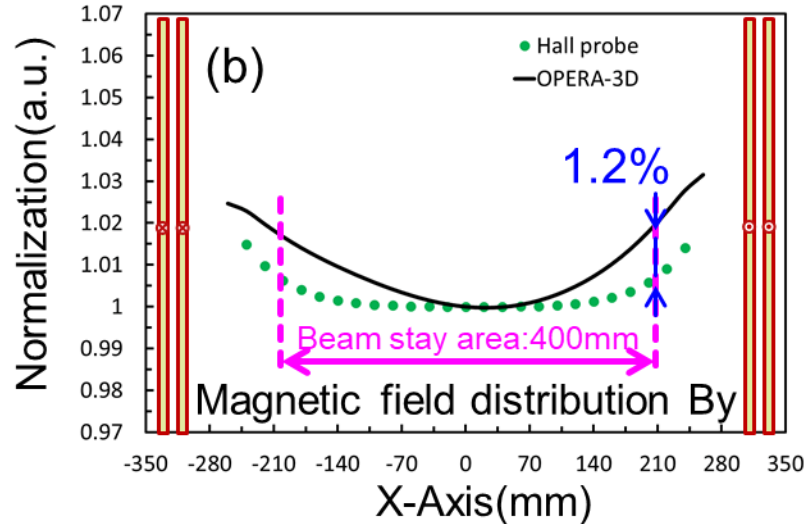 (b)
Hall probe
OPERA-3D
1.2%
Beam stay area:400mm
Magnetic field distribution By
Normalization(a.u.)
1.07
1.06
1.05
1.04
1.03
1.02
1.01
1
0.99
0.98
0.97
-350 -280 -210 -140 -70 0 70 140 210 280 350
X-Axis(mm)